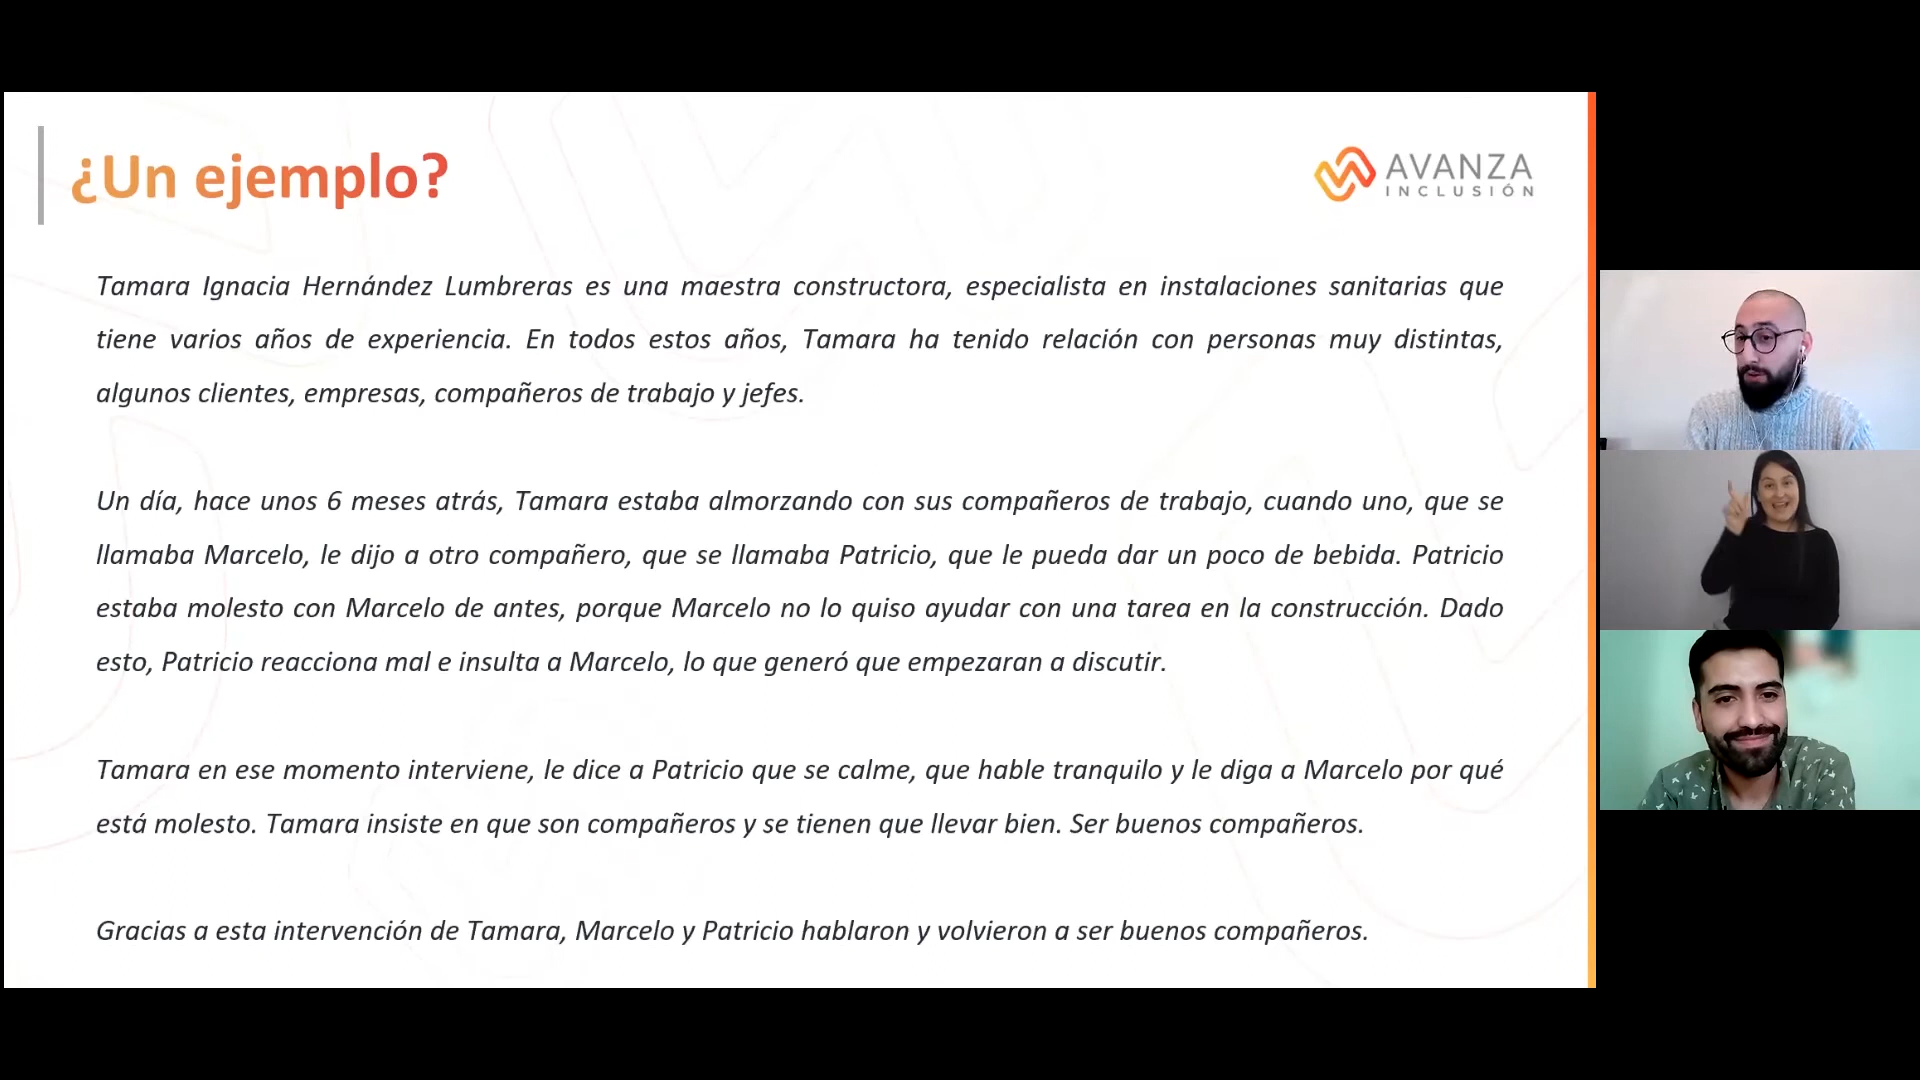 ¿Un ejemplo?
AVANZA
INCLUSIÓN
Tamara Ignacia Hernández Lumbreras es una maestra constructora, especialista en instalaciones sanitarias que
tiene varios años de experiencia. En todos estos años, Tamara ha tenido relación con personas muy distintas,
algunos clientes, empresas, compañeros de trabajo y jefes.
Un día, hace unos 6 meses atrás, Tamara estaba almorzando con sus compañeros de trabajo, cuando uno, que se
llamaba Marcelo, le dijo a otro compañero, que se llamaba Patricio, que le pueda dar un poco de bebida. Patricio
estaba molesto con Marcelo de antes, porque Marcelo no lo quiso ayudar con una tarea en la construcción. Dado
esto, Patricio reacciona mal e insulta a Marcelo, lo que generó que empezaran a discutir.
Tamara en ese momento interviene, le dice a Patricio que se calme, que hable tranquilo y le diga a Marcelo por qué
está molesto. Tamara insiste en que son compañeros y se tienen que llevar bien. Ser buenos compañeros.
Gracias a esta intervención de Tamara, Marcelo y Patricio hablaron y volvieron a ser buenos compañeros.